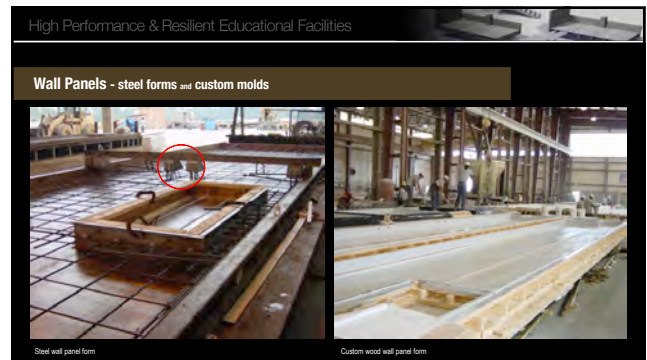 High Performance & Resilient Educational Facilities
Wall Panels - steel forms and custom molds
Steel wall panel form
Custom wood wall panel form